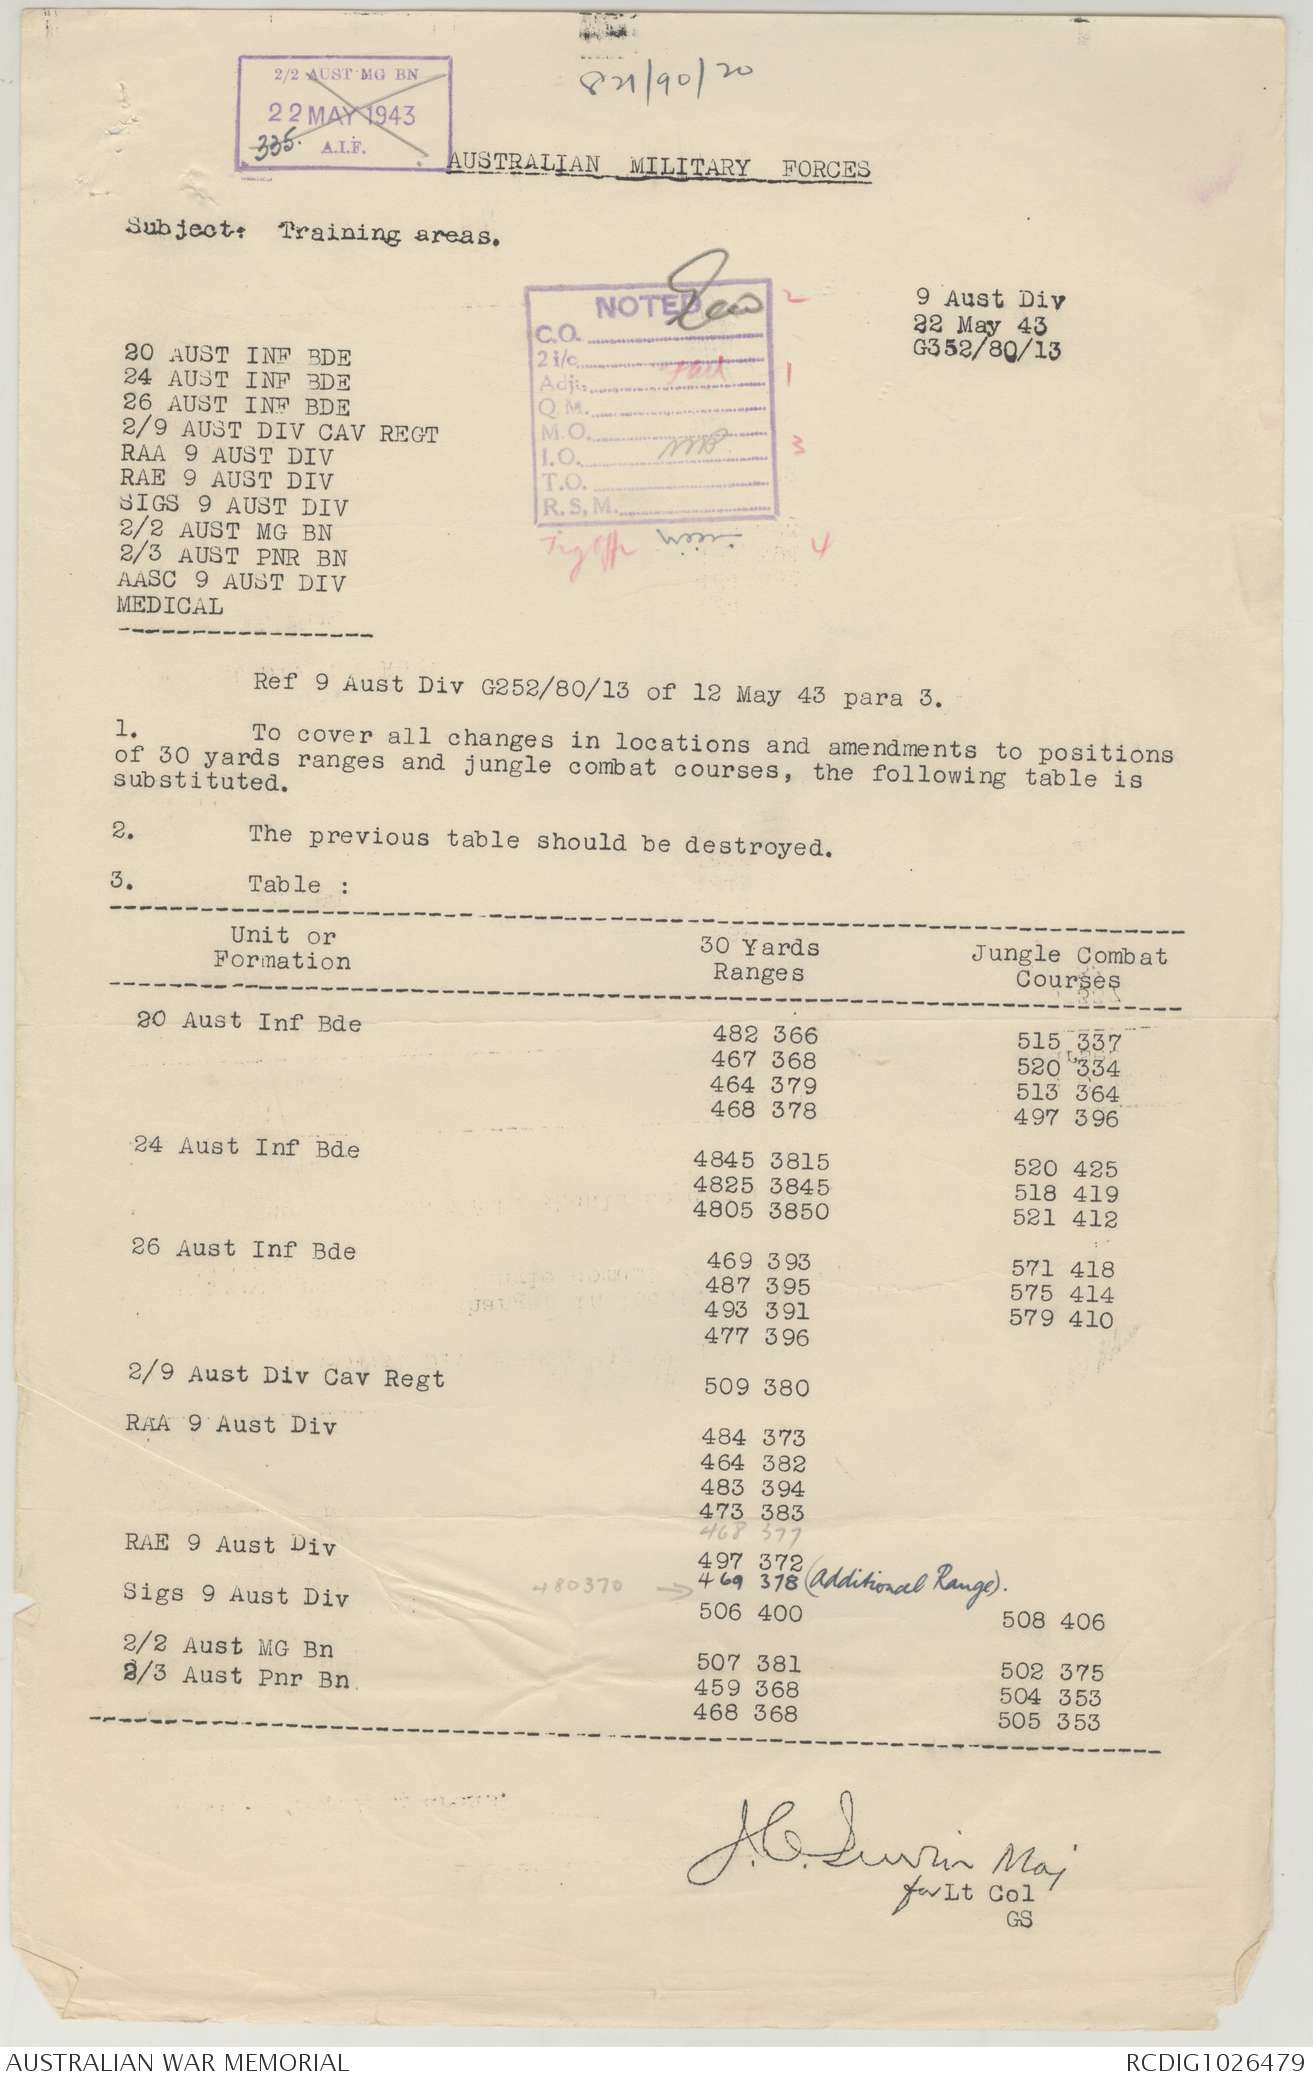 2/2 AUST MG BN
22 MAY 1943
335. A.I.F.
821/90/20
AUSTRALIAN MILITARY FORCES
Subject: Training areas.
9 Aust Div
22 May 43
G352/80/13
NOTED
C.O.
2 i/c
Adjt.
Q.M.
M.O.
I.O.
T.O.
R.S.M.
2
1
3
4
20 AUST INF BDE
24 AUST INF BDE
26 AUST INF BDE
2/9 AUST DIV CAV REGT
RAA 9 AUST DIV
RAE 9 AUST DIV
SIGS 9 AUST DIV
2/2 AUST MG BN
2/3 AUST PNR BN
AASC 9 AUST DIV
MEDICAL
Ref 9 Aust Div G252/80/13 of 12 May 43 para 3.
1. To cover all changes in locations and amendments to positions
of 30 yards ranges and jungle combat courses, the following table is
substituted.
2. The previous table should be destroyed.
3. Table :
Unit or Formation 30 Yards Ranges Jungle Combat Courses
20 Aust Inf Bde 482 366 515 337
467 368 520 334
464 379 513 364
468 378 497 396
24 Aust Inf Bde 4845 3815 520 425
4825 3845 518 419
4805 3850 521 412
26 Aust Inf Bde 469 393 571 418
487 395 575 414
493 391 579 410
477 396
2/9 Aust Div Cav Regt 509 380
RAA 9 Aust Div 484 373
464 382
483 394
473 383
468 377
RAE 9 Aust Div 497 372
480370 469 378 (Additional Range).
Sigs 9 Aust Div 506 400 508 406
2/2 Aust MG Bn 507 381 502 375
2/3 Aust Pnr Bn 459 368 504 353
468 368 505 353
Maj
for Lt Col
GS
AUSTRALIAN WAR MEMORIAL RCDIG1026479